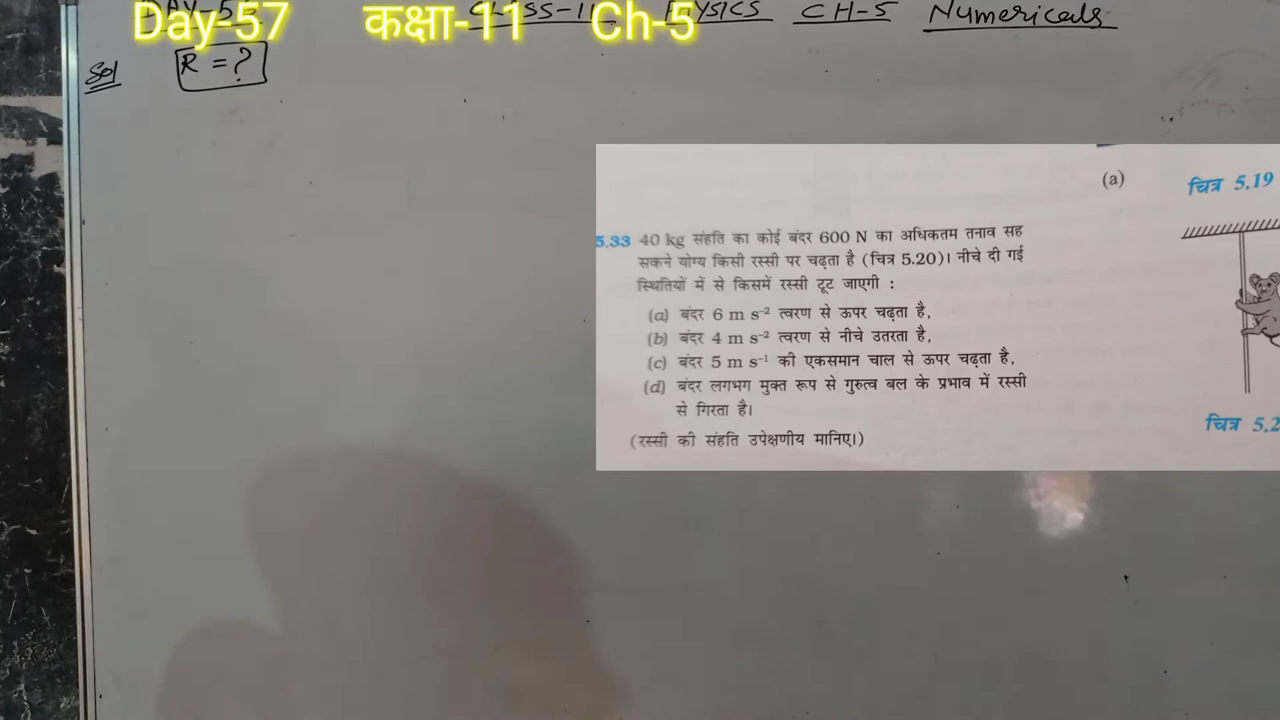 Day-57 कक्षा-11 Ch-5
CH-5 Numericals
Sol R = ?
(a)
चित्र 5.19
5.33 40 kg संहति का कोई बंदर 600 N का अधिकतम तनाव सह
सकने योग्य किसी रस्सी पर चढ़ता है (चित्र 5.20)। नीचे दी गई
स्थितियों में से किसमें रस्सी टूट जाएगी :
(a) बंदर 6 m s⁻² त्वरण से ऊपर चढ़ता है,
(b) बंदर 4 m s⁻² त्वरण से नीचे उतरता है,
(c) बंदर 5 m s⁻¹ की एकसमान चाल से ऊपर चढ़ता है,
(d) बंदर लगभग मुक्त रूप से गुरुत्व बल के प्रभाव में रस्सी
से गिरता है।
चित्र 5.2
(रस्सी की संहति उपेक्षणीय मानिए।)